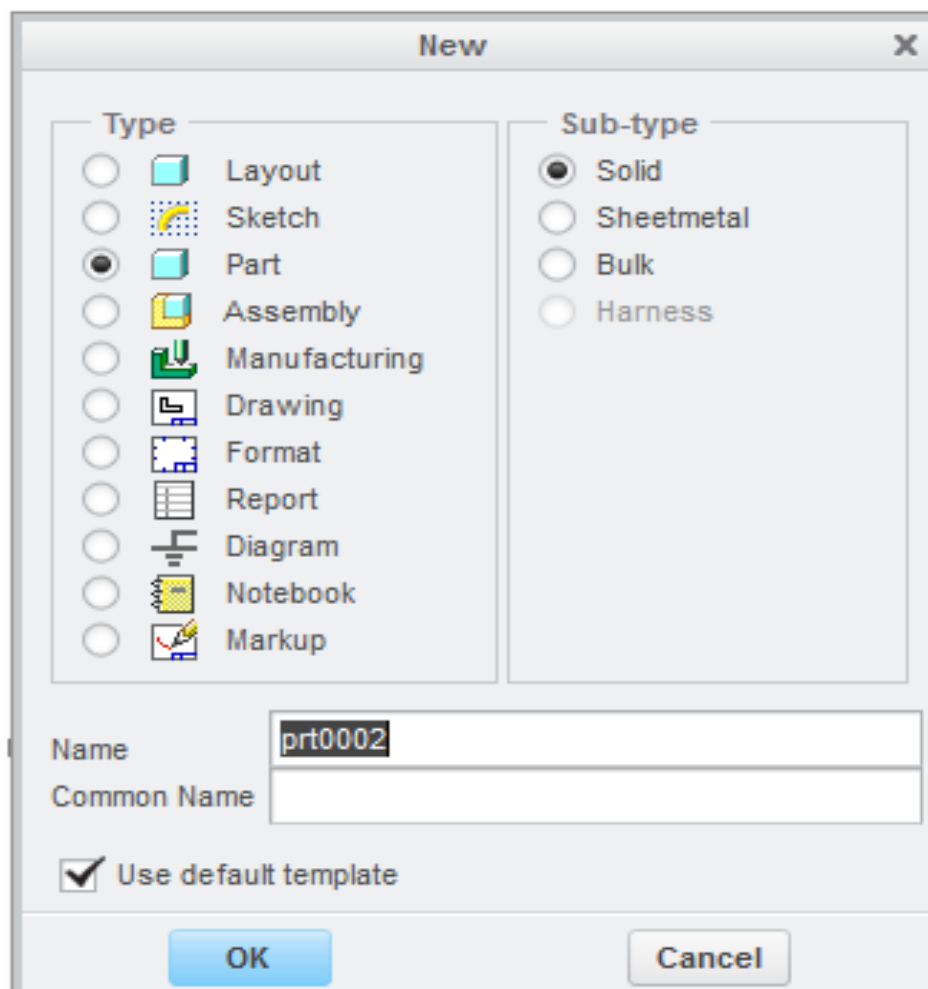 New
Type
Layout
Sketch
Part
Assembly
Manufacturing
Drawing
Format
Report
Diagram
Notebook
Markup
Sub-type
Solid
Sheetmetal
Bulk
Harness
Name prt0002
Common Name
Use default template
OK Cancel